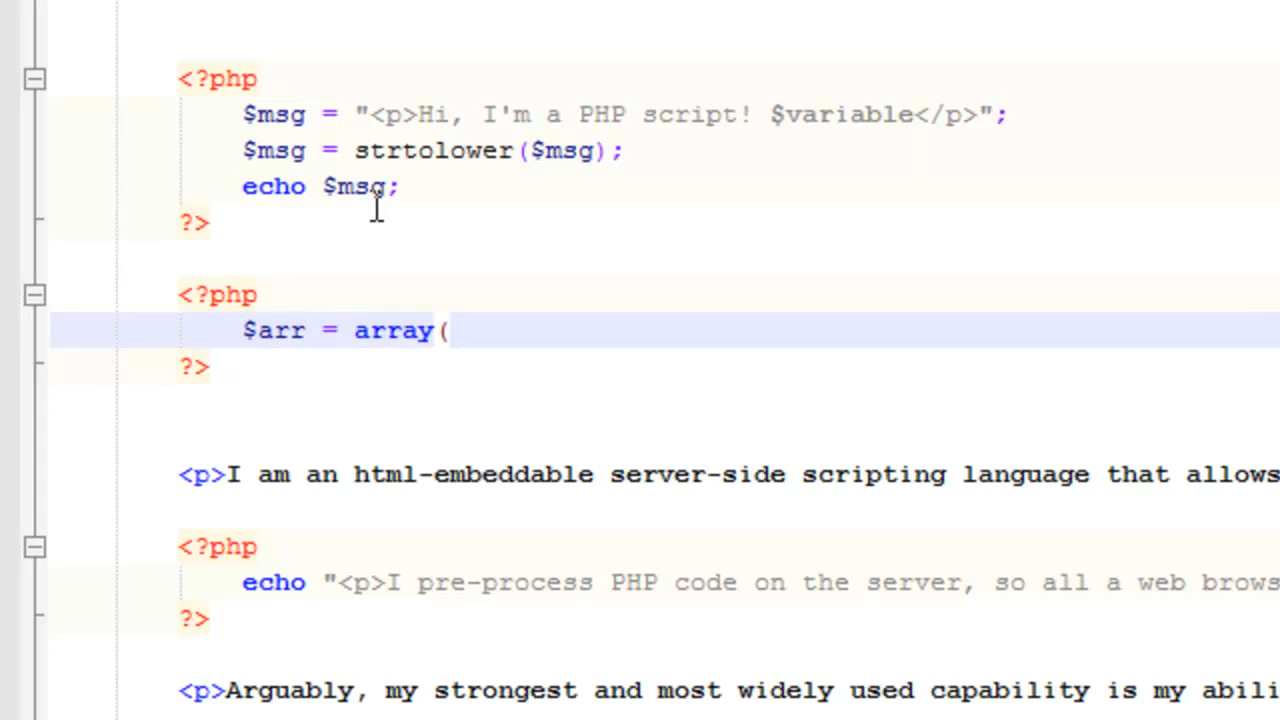 <?php
$msg = "<p>Hi, I'm a PHP script! $variable</p>";
$msg = strtolower($msg);
echo $msg;
?>
<?php
$arr = array(
?>
<p>I am an html-embeddable server-side scripting language that allows
<?php
echo "<p>I pre-process PHP code on the server, so all a web brows
?>
<p>Arguably, my strongest and most widely used capability is my abili